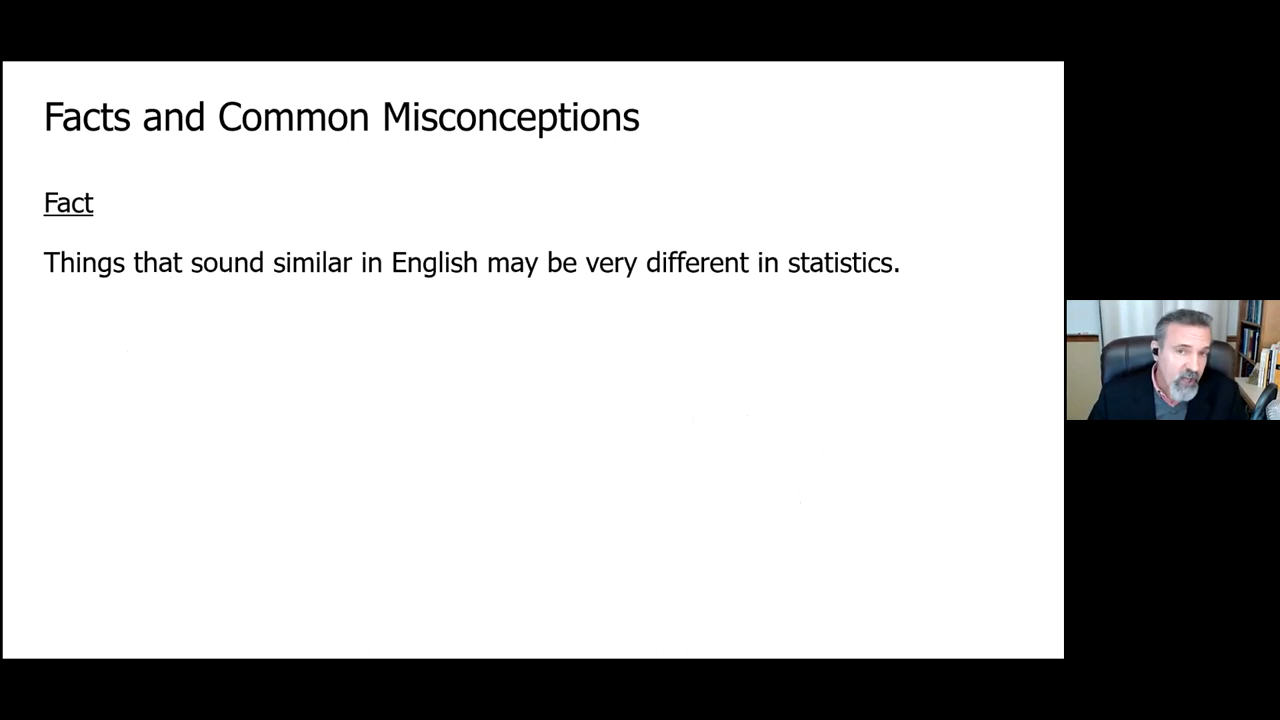 Facts and Common Misconceptions
Fact
Things that sound similar in English may be very different in statistics.